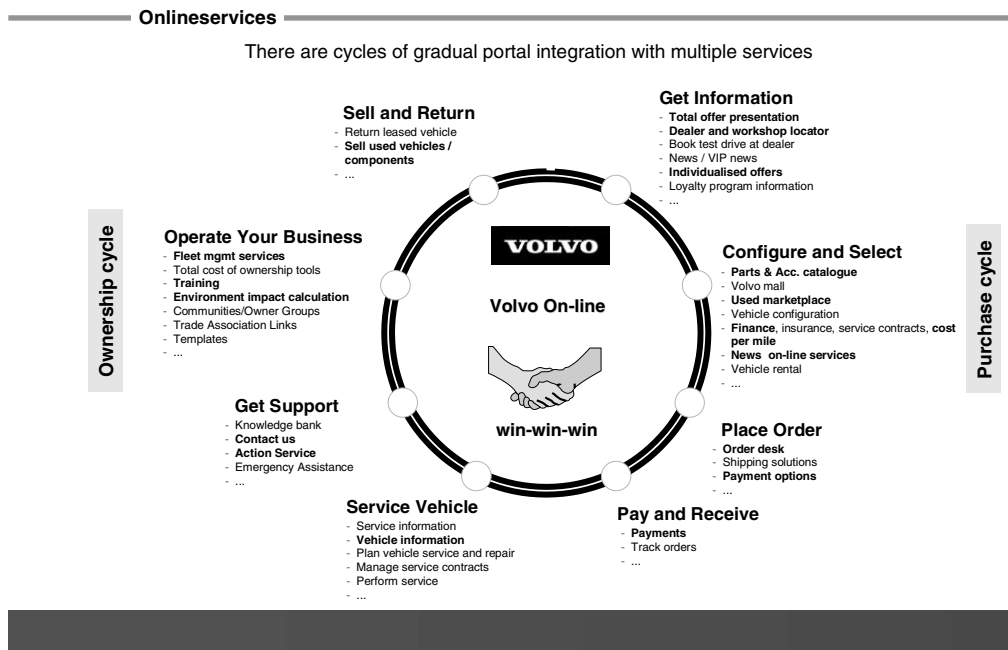 Onlineservices
There are cycles of gradual portal integration with multiple services
Sell and Return
- Return leased vehicle
- Sell used vehicles /
components
- ...
Get Information
- Total offer presentation
- Dealer and workshop locator
- Book test drive at dealer
- News / VIP news
- Individualised offers
- Loyalty program information
- ...
Ownership cycle
Operate Your Business
- Fleet mgmt services
- Total cost of ownership tools
- Training
- Environment impact calculation
- Communities/Owner Groups
- Trade Association Links
- Templates
- ...
VOLVO
Volvo On-line
win-win-win
Configure and Select
- Parts & Acc. catalogue
- Volvo mall
- Used marketplace
- Vehicle configuration
- Finance, insurance, service contracts, cost
per mile
- News on-line services
- Vehicle rental
- ...
Purchase cycle
Get Support
- Knowledge bank
- Contact us
- Action Service
- Emergency Assistance
- ...
Place Order
- Order desk
- Shipping solutions
- Payment options
- ...
Service Vehicle
- Service information
- Vehicle information
- Plan vehicle service and repair
- Manage service contracts
- Perform service
- ...
Pay and Receive
- Payments
- Track orders
- ...